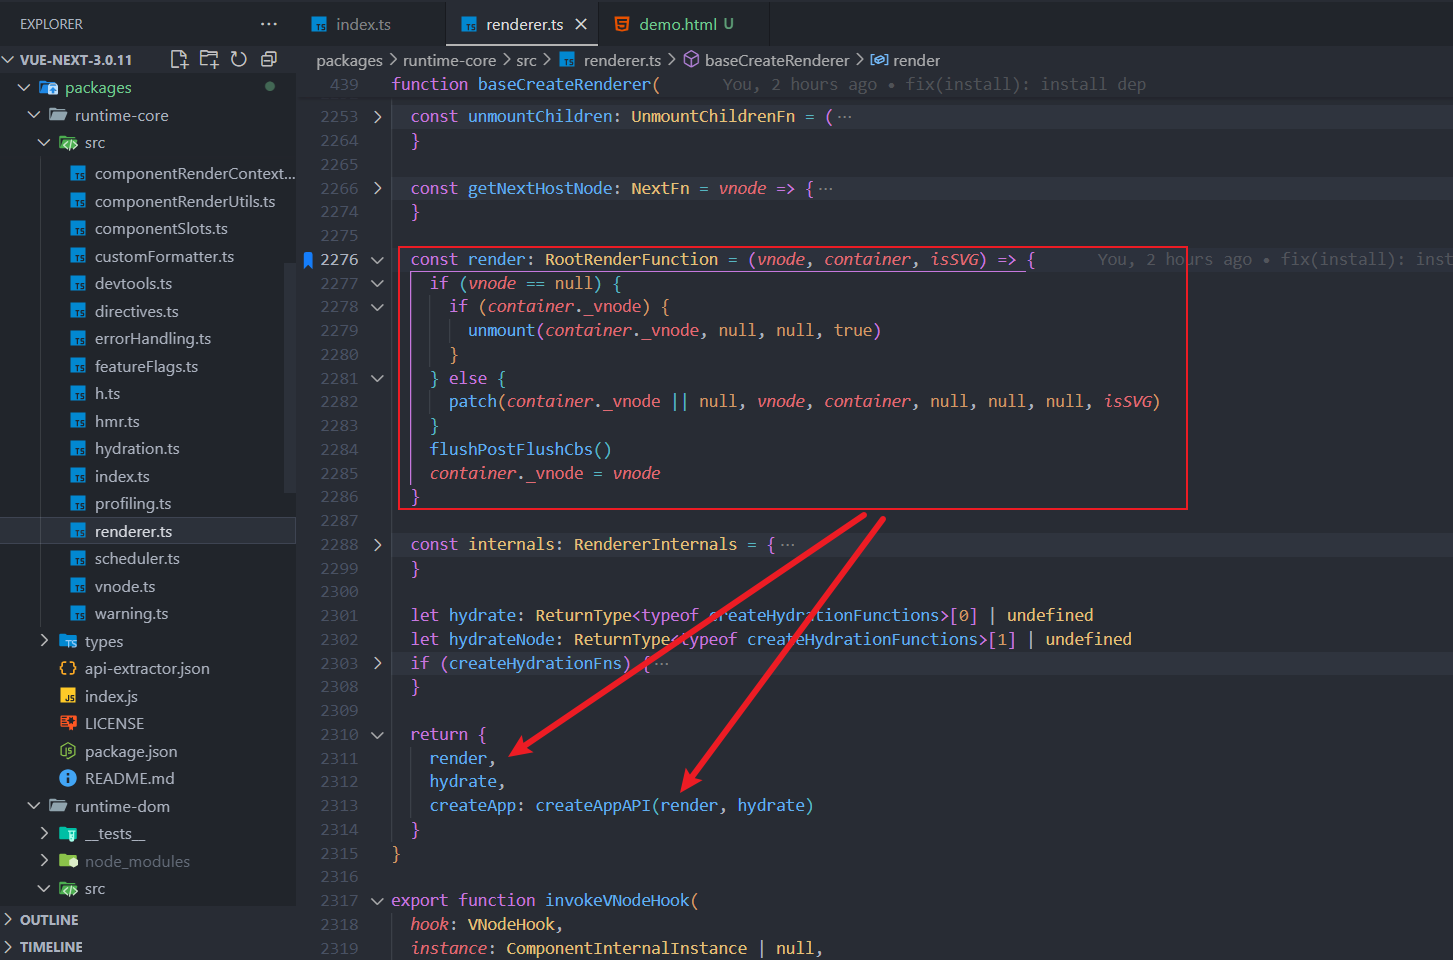 EXPLORER
VUE-NEXT-3.0.11
packages
runtime-core
src
componentRenderContext...
componentRenderUtils.ts
componentSlots.ts
customFormatter.ts
devtools.ts
directives.ts
errorHandling.ts
featureFlags.ts
h.ts
hmr.ts
hydration.ts
index.ts
profiling.ts
renderer.ts
scheduler.ts
vnode.ts
warning.ts
types
api-extractor.json
index.js
LICENSE
package.json
README.md
runtime-dom
__tests__
node_modules
src
OUTLINE
TIMELINE
index.ts renderer.ts demo.html U
packages > runtime-core > src > renderer.ts > baseCreateRenderer > render
439 function baseCreateRenderer( You, 2 hours ago • fix(install): install dep
2253 const unmountChildren: UnmountChildrenFn = ( ···
2264 }
2265
2266 const getNextHostNode: NextFn = vnode => { ···
2274 }
2275
2276 const render: RootRenderFunction = (vnode, container, isSVG) => { You, 2 hours ago • fix(install): inst
2277 if (vnode == null) {
2278 if (container._vnode) {
2279 unmount(container._vnode, null, null, true)
2280 }
2281 } else {
2282 patch(container._vnode || null, vnode, container, null, null, null, isSVG)
2283 }
2284 flushPostFlushCbs()
2285 container._vnode = vnode
2286 }
2287
2288 const internals: RendererInternals = { ···
2299 }
2300
2301 let hydrate: ReturnType<typeof createHydrationFunctions>[0] | undefined
2302 let hydrateNode: ReturnType<typeof createHydrationFunctions>[1] | undefined
2303 if (createHydrationFns) { ···
2308 }
2309
2310 return {
2311 render,
2312 hydrate,
2313 createApp: createAppAPI(render, hydrate)
2314 }
2315 }
2316
2317 export function invokeVNodeHook(
2318 hook: VNodeHook,
2319 instance: ComponentInternalInstance | null,